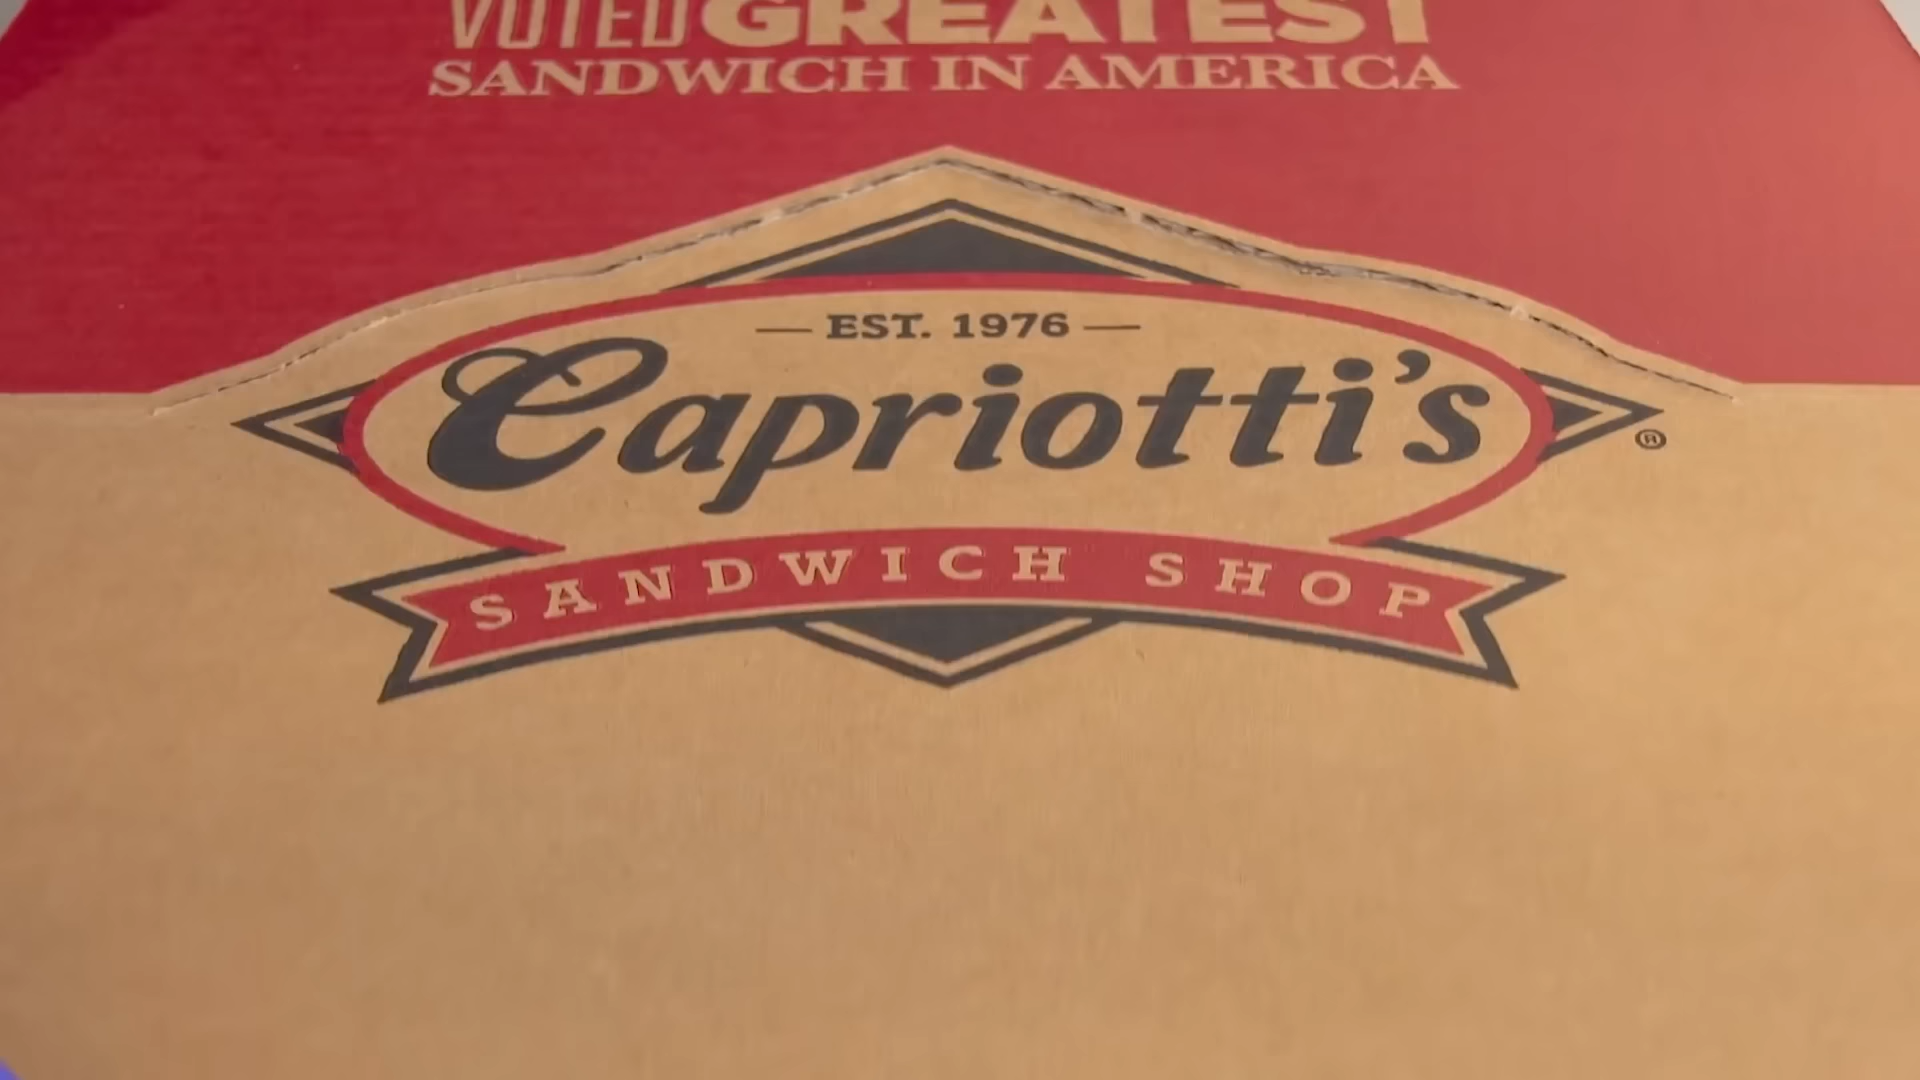 VOTED GREATEST
SANDWICH IN AMERICA
EST. 1976
Capriotti's
®
SANDWICH SHOP